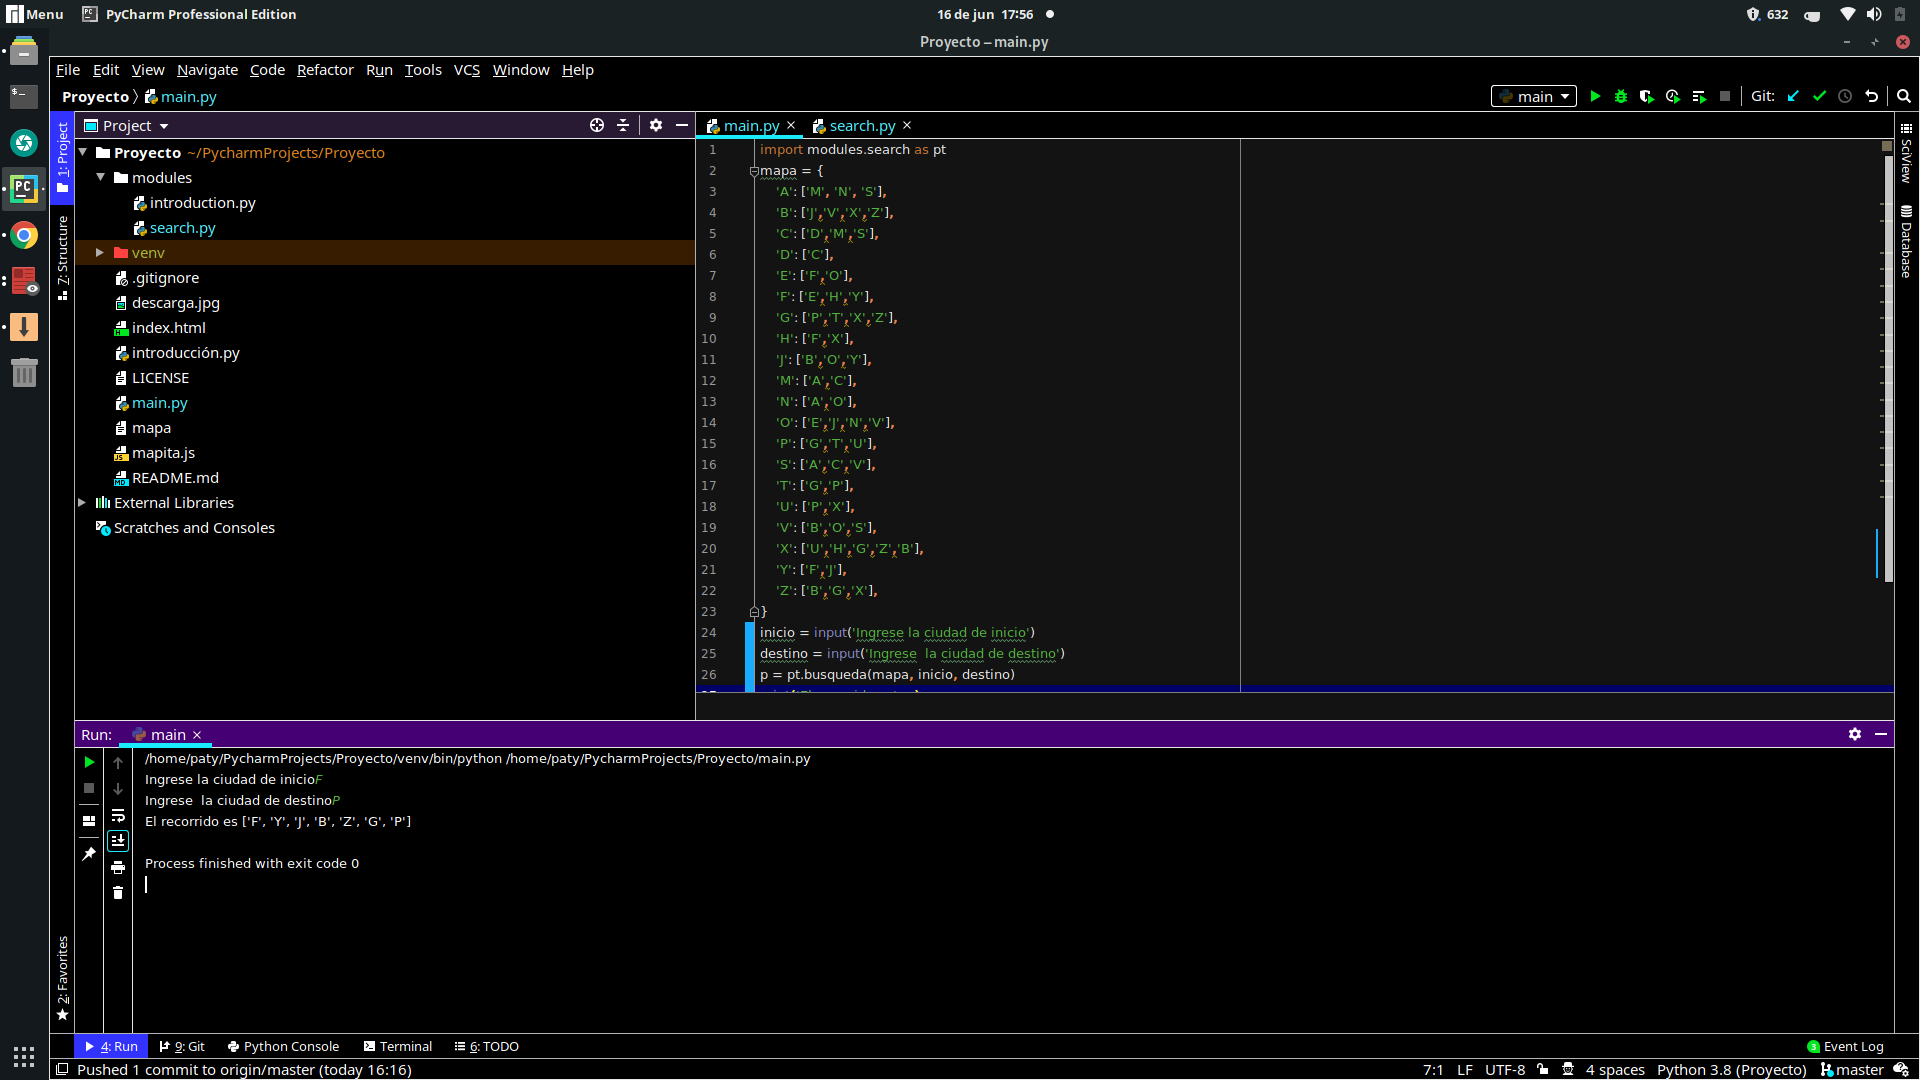 Menu PyCharm Professional Edition 16 de jun 17:56 632
Proyecto – main.py
File Edit View Navigate Code Refactor Run Tools VCS Window Help
Proyecto main.py main Git:
1: Project
Project
Proyecto ~/PycharmProjects/Proyecto
modules
introduction.py
search.py
venv
.gitignore
descarga.jpg
index.html
introducción.py
LICENSE
main.py
mapa
mapita.js
README.md
External Libraries
Scratches and Consoles
7: Structure
2: Favorites
main.py search.py
1 import modules.search as pt
2 mapa = {
3 'A': ['M', 'N', 'S'],
4 'B': ['J','V','X','Z'],
5 'C': ['D','M','S'],
6 'D': ['C'],
7 'E': ['F','O'],
8 'F': ['E','H','Y'],
9 'G': ['P','T','X','Z'],
10 'H': ['F','X'],
11 'J': ['B','O','Y'],
12 'M': ['A','C'],
13 'N': ['A','O'],
14 'O': ['E','J','N','V'],
15 'P': ['G','T','U'],
16 'S': ['A','C','V'],
17 'T': ['G','P'],
18 'U': ['P','X'],
19 'V': ['B','O','S'],
20 'X': ['U','H','G','Z','B'],
21 'Y': ['F','J'],
22 'Z': ['B','G','X'],
23 }
24 inicio = input('Ingrese la ciudad de inicio')
25 destino = input('Ingrese  la ciudad de destino')
26 p = pt.busqueda(mapa, inicio, destino)
SciView
Database
Run: main
/home/paty/PycharmProjects/Proyecto/venv/bin/python /home/paty/PycharmProjects/Proyecto/main.py
Ingrese la ciudad de inicioF
Ingrese  la ciudad de destinoP
El recorrido es ['F', 'Y', 'J', 'B', 'Z', 'G', 'P']
Process finished with exit code 0
4: Run 9: Git Python Console Terminal 6: TODO 3 Event Log
Pushed 1 commit to origin/master (today 16:16) 7:1 LF UTF-8 4 spaces Python 3.8 (Proyecto) master